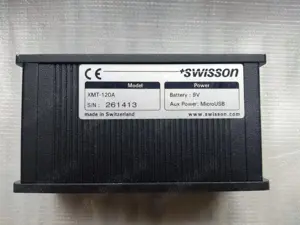 CE
+swisson
Model
Power
XMT-120A
Battery : 9V
S/N : 261413
Aux Power: MicroUSB
made in Switzerland
www.swisson.com